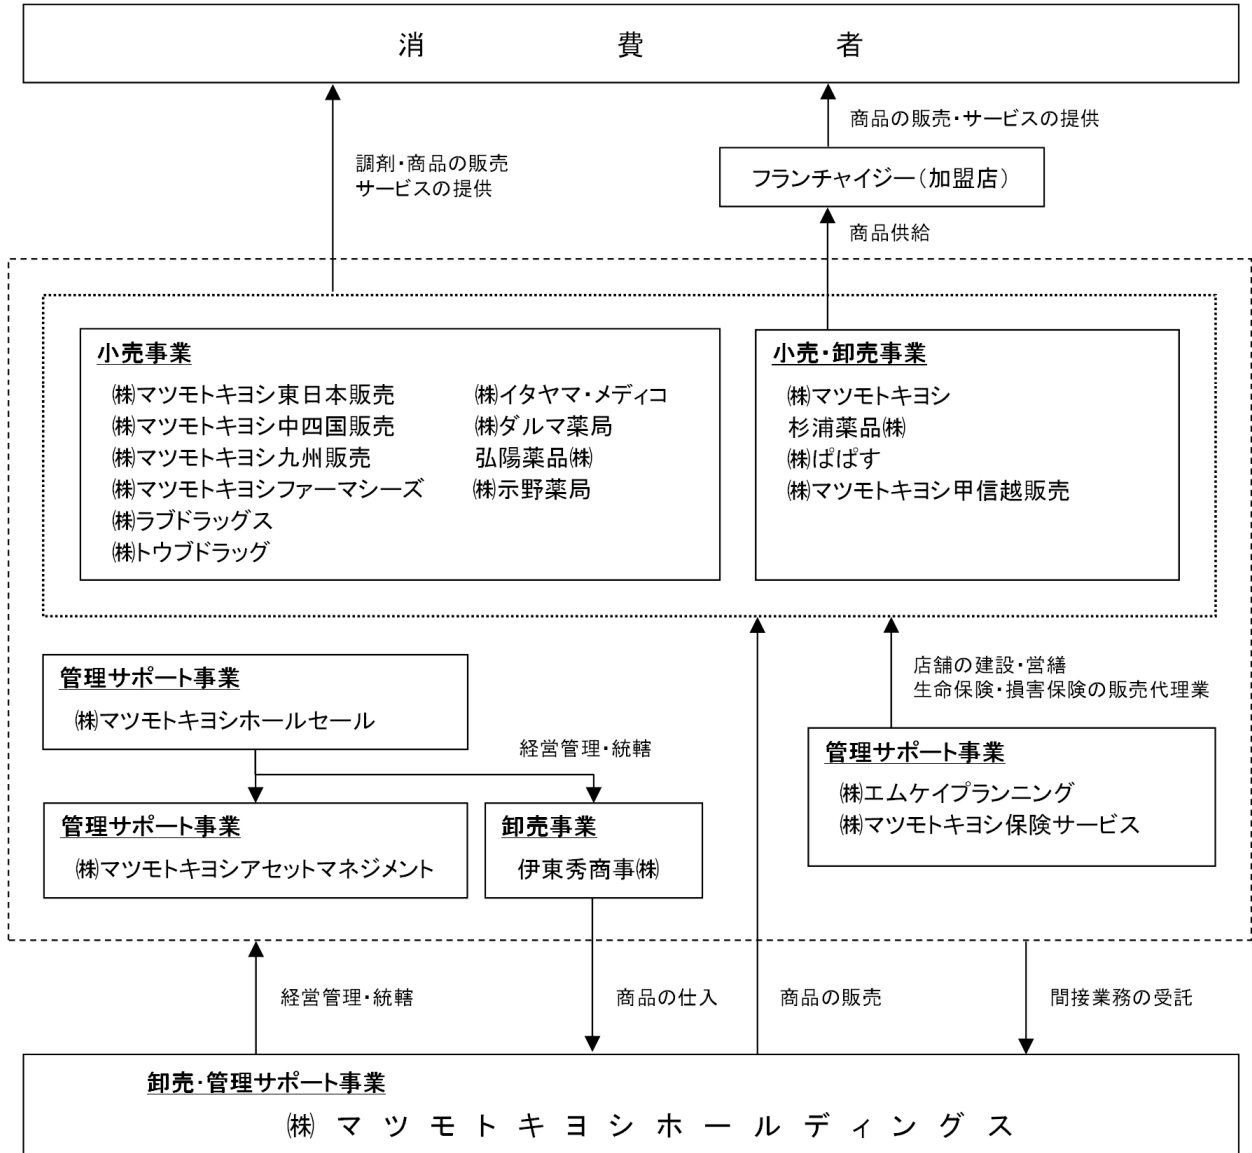 消費者
商品の販売・サービスの提供
調剤・商品の販売
サービスの提供
フランチャイジー（加盟店）
商品供給
小売事業
㈱マツモトキヨシ東日本販売
㈱マツモトキヨシ中四国販売
㈱マツモトキヨシ九州販売
㈱マツモトキヨシファーマシーズ
㈱ラブドラッグス
㈱トウブドラッグ
㈱イタヤマ・メディコ
㈱ダルマ薬局
弘陽薬品㈱
㈱示野薬局
小売・卸売事業
㈱マツモトキヨシ
杉浦薬品㈱
㈱ぱぱす
㈱マツモトキヨシ甲信越販売
管理サポート事業
㈱マツモトキヨシホールセール
経営管理・統轄
店舗の建設・営繕
生命保険・損害保険の販売代理業
管理サポート事業
㈱エムケイプランニング
㈱マツモトキヨシ保険サービス
管理サポート事業
㈱マツモトキヨシアセットマネジメント
卸売事業
伊東秀商事㈱
経営管理・統轄
商品の仕入
商品の販売
間接業務の受託
卸売・管理サポート事業
㈱マツモトキヨシホールディングス